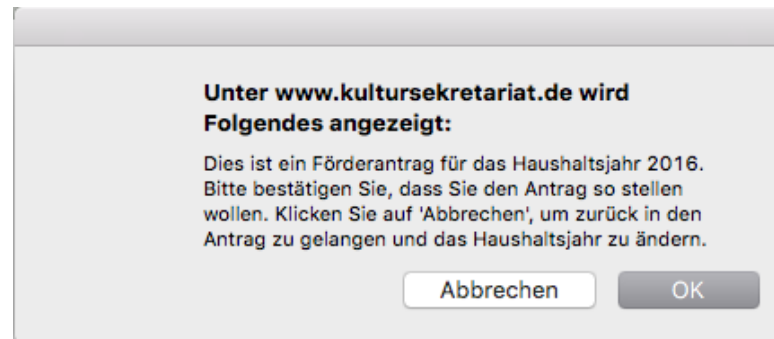 Unter www.kultursekretariat.de wird
Folgendes angezeigt:
Dies ist ein Förderantrag für das Haushaltsjahr 2016.
Bitte bestätigen Sie, dass Sie den Antrag so stellen
wollen. Klicken Sie auf 'Abbrechen', um zurück in den
Antrag zu gelangen und das Haushaltsjahr zu ändern.
Abbrechen OK